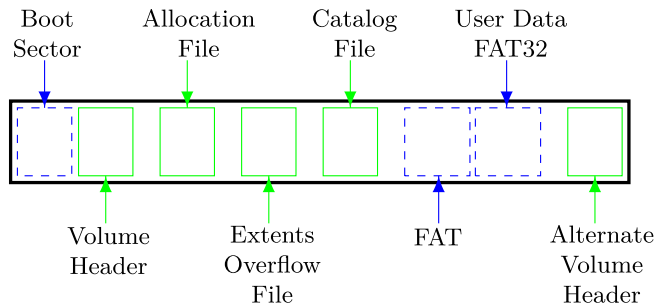 Boot
Sector
Allocation
File
Catalog
File
User Data
FAT32
Volume
Header
Extents
Overflow
File
FAT
Alternate
Volume
Header